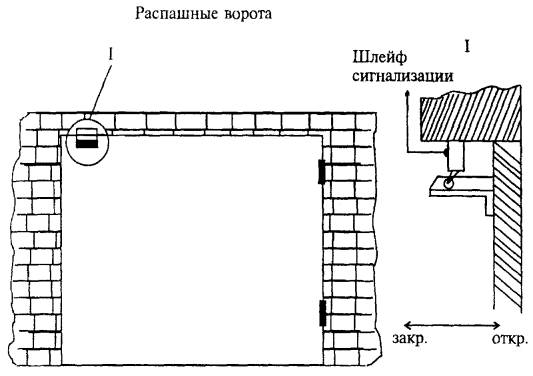 Распашные ворота
I
I
Шлейф
сигнализации
закр.
откр.